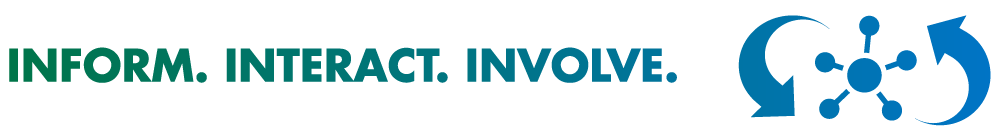 INFORM. INTERACT. INVOLVE.